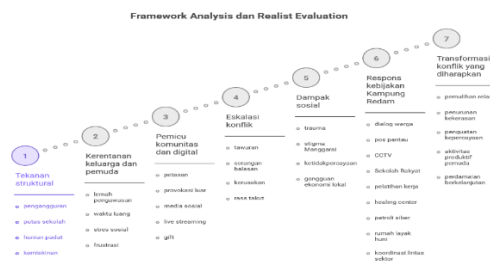 Framework Analysis dan Realist Evaluation
1
Tekanan
struktural
pengangguran
putus sekolah
hunian padat
kemiskinan
2
Kerentanan
keluarga dan
pemuda
lemah
pengawasan
waktu luang
stres sosial
frustrasi
3
Pemicu
komunitas
dan digital
petasan
provokasi luar
media sosial
live streaming
gift
4
Eskalasi
konflik
tawuran
serangan
balasan
kerusakan
rasa takut
5
Dampak
sosial
trauma
stigma
Manggarai
ketidakpercayaan
gangguan
ekonomi lokal
6
Respons
kebijakan
Kampung
Redam
dialog warga
pos pantau
CCTV
Sekolah Rakyat
pelatihan kerja
healing center
patroli siber
rumah layak
huni
koordinasi lintas
sektor
7
Transformasi
konflik yang
diharapkan
pemulihan relasi
penurunan
kekerasan
penguatan
kepercayaan
aktivitas
produktif
pemuda
perdamaian
berkelanjutan